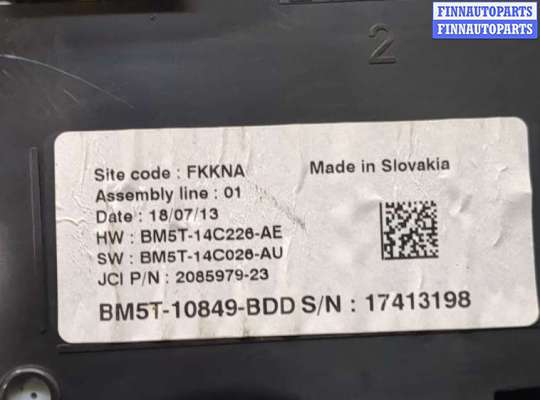 FINNAUTOPARTS
FINNAUTOPARTS
2
Site code : FKKNA
Made in Slovakia
Assembly line : 01
Date : 18/07/13
HW : BM5T-14C226-AE
SW : BM5T-14C026-AU
JCI P/N : 2085979-23
BM5T-10849-BDD S/N : 17413198